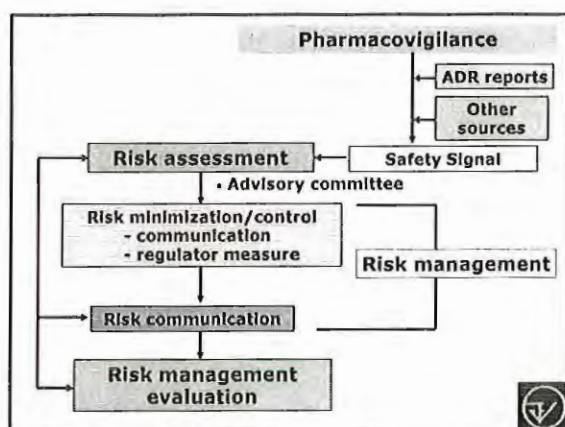 Pharmacovigilance
ADR reports
Other
sources
Safety Signal
Risk assessment
• Advisory committee
Risk minimization/control
- communication
- regulator measure
Risk management
Risk communication
Risk management
evaluation